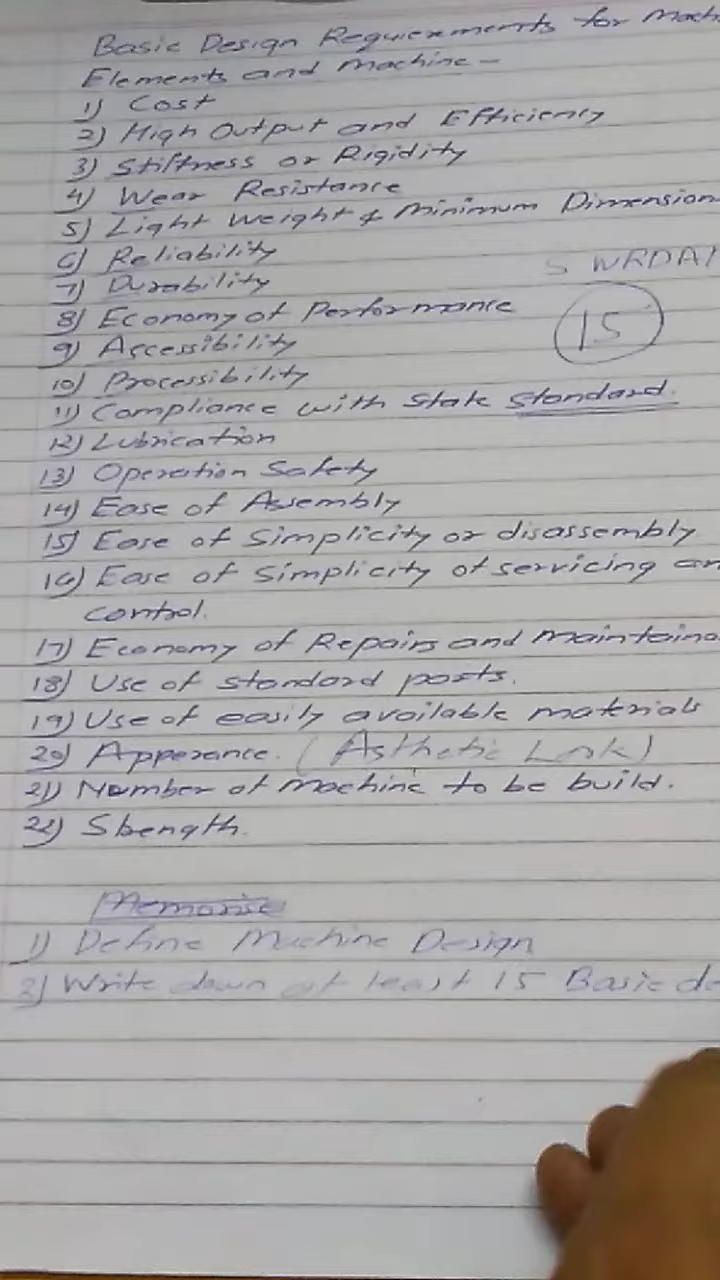 Basic Design Requirements for Mach
Elements and Machine -
1) Cost
2) High Output and Efficiency
3) Stiffness or Rigidity
4) Wear Resistance
5) Light Weight & Minimum Dimension
6) Reliability
S WRDA
7) Durability
8) Economy of Performance
15
9) Accessibility
10) Processibility
11) Compliance with State Standard.
12) Lubrication
13) Operation Safety
14) Ease of Assembly
15) Ease of Simplicity or disassembly
16) Ease of Simplicity of servicing an
control.
17) Economy of Repairs and Maintaina
18) Use of standard parts.
19) Use of easily available materials
20) Apperance. (Asthetic Look)
21) Number of Machine to be build.
22) Strength.
Memorise
1) Define Machine Design
2) Write down at least 15 Basic de